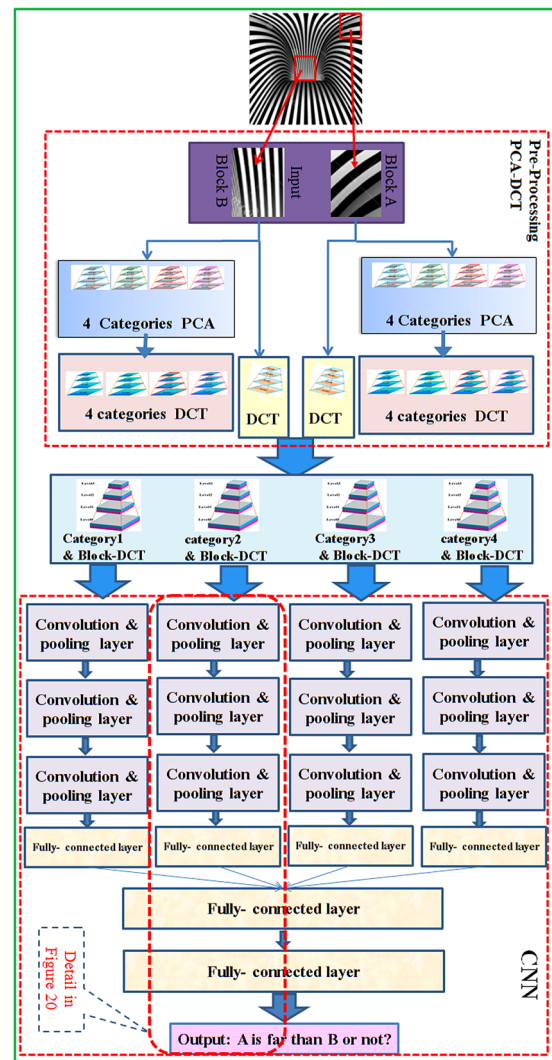 Pre-Processing
PCA-DCT
Block B
Input
Block A
4 Categories PCA
4 Categories PCA
4 categories DCT
DCT
DCT
4 categories DCT
Category1
& Block-DCT
category2
& Block-DCT
Category3
& Block-DCT
category4
& Block-DCT
Convolution &
pooling layer
Convolution &
pooling layer
Convolution &
pooling layer
Convolution &
pooling layer
Convolution &
pooling layer
Convolution &
pooling layer
Convolution &
pooling layer
Convolution &
pooling layer
Convolution &
pooling layer
Convolution &
pooling layer
Convolution &
pooling layer
Convolution &
pooling layer
Fully- connected layer
Fully- connected layer
Fully- connected layer
Fully- connected layer
Fully- connected layer
Fully- connected layer
CNN
Detail in
Figure 20
Output: A is far than B or not?